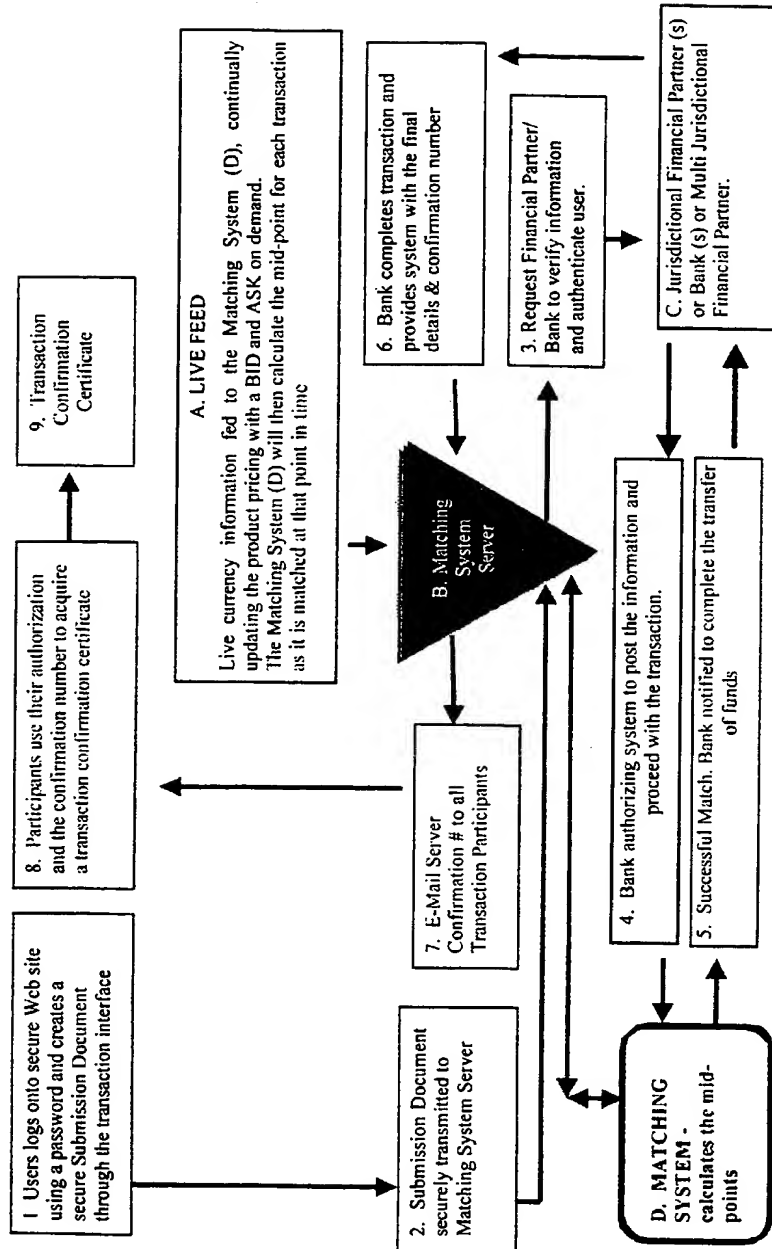 1 Users logs onto secure Web site
using a password and creates a
secure Submission Document
through the transaction interface
8. Participants use their authorization
and the confirmation number to acquire
a transaction confirmation certificate
9. Transaction
Confirmation
Certificate
A. LIVE FEED
Live currency information fed to the Matching System (D), continually
updating the product pricing with a BID and ASK on demand.
The Matching System (D) will then calculate the mid-point for each transaction
as it is matched at that point in time
2. Submission Document
securely transmitted to
Matching System Server
7. E-Mail Server
Confirmation # to all
Transaction Participants
B. Matching
System
Server
6. Bank completes transaction and
provides system with the final
details & confirmation number
3. Request Financial Partner/
Bank to verify information
and authenticate user.
D. MATCHING
SYSTEM -
calculates the mid-
points
4. Bank authorizing system to post the information and
proceed with the transaction.
5. Successful Match. Bank notified to complete the transfer
of funds
C. Jurisdictional Financial Partner (s)
or Bank (s) or Multi Jurisdictional
Financial Partner.